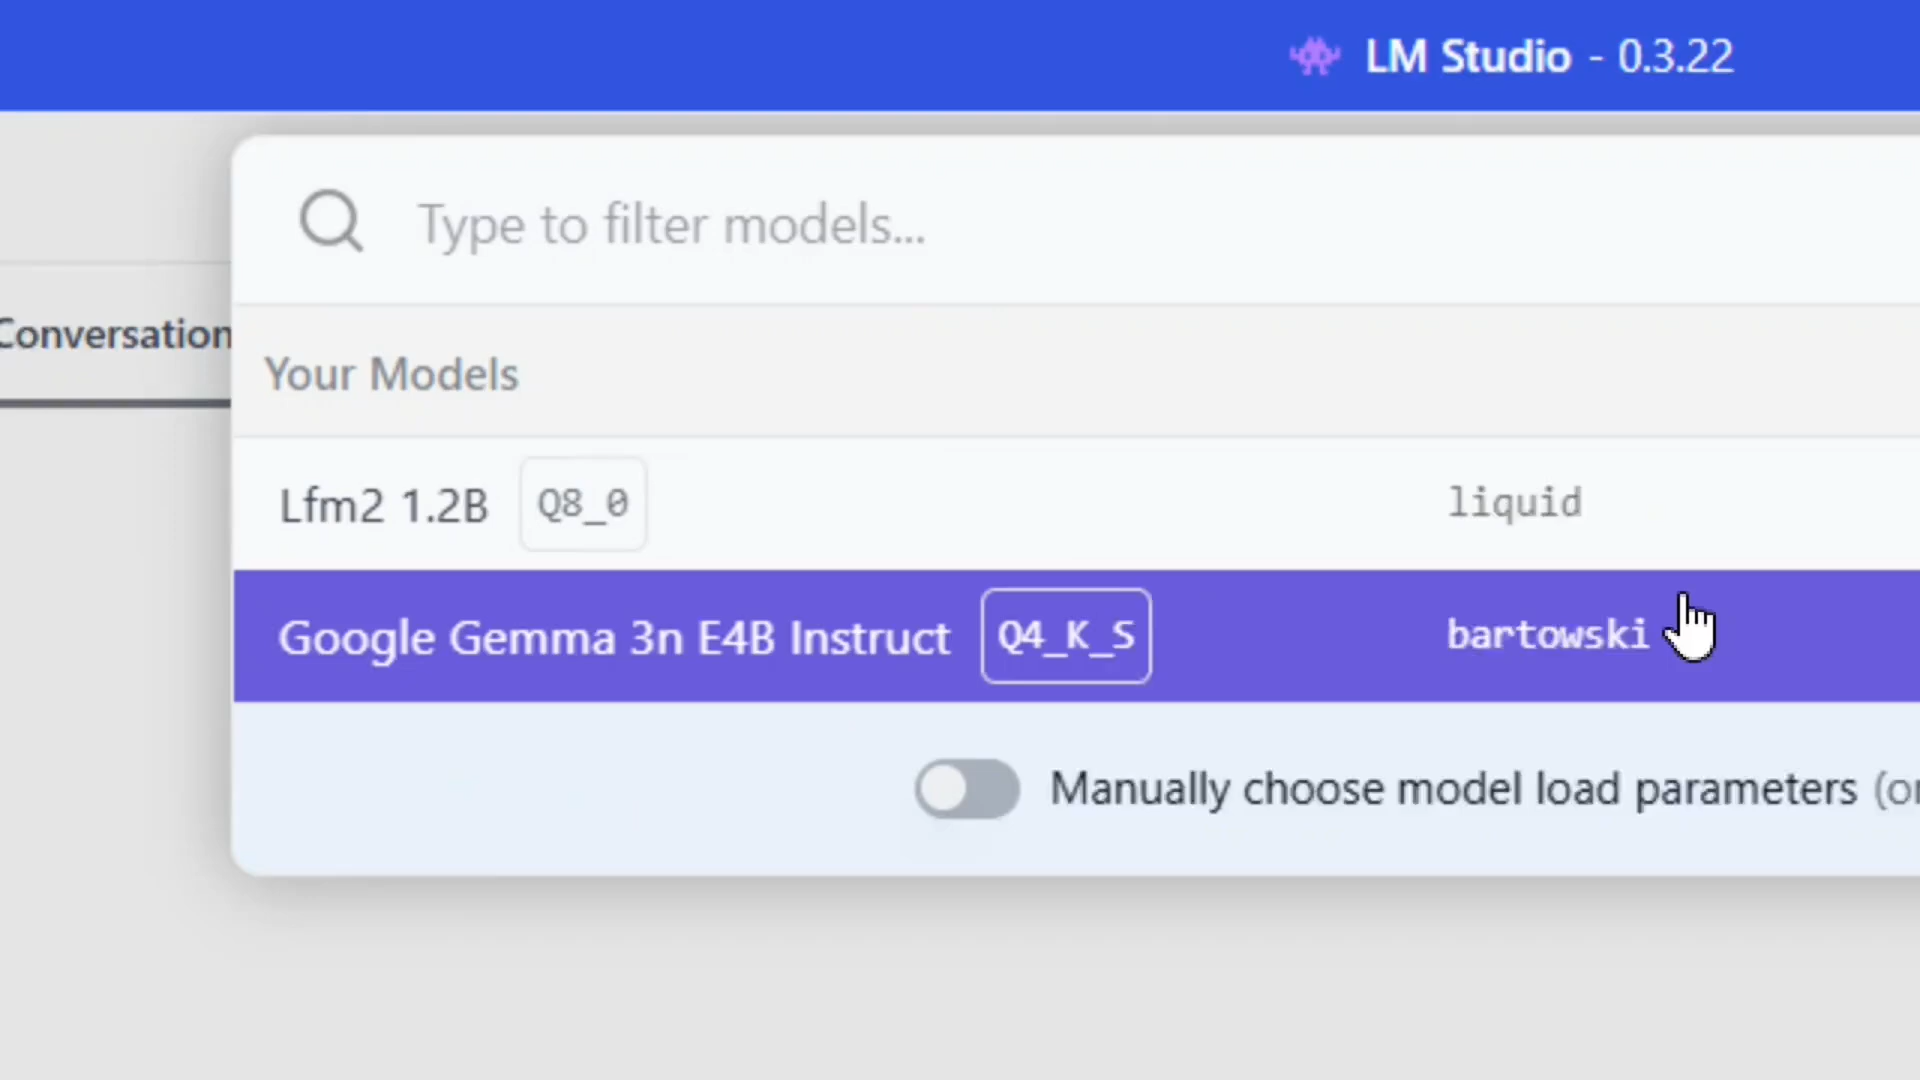 LM Studio - 0.3.22
Type to filter models...
Conversation
Your Models
Lfm2 1.2B Q8_0 liquid
Google Gemma 3n E4B Instruct Q4_K_S bartowski
Manually choose model load parameters (or